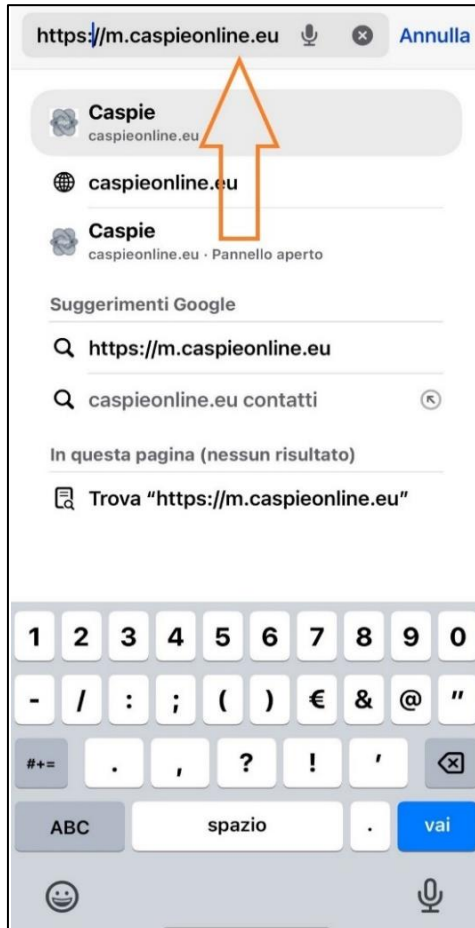 https://m.caspieonline.eu Annulla
Caspie
caspieonline.eu
caspieonline.eu
Caspie
caspieonline.eu · Pannello aperto
Suggerimenti Google
https://m.caspieonline.eu
caspieonline.eu contatti
In questa pagina (nessun risultato)
Trova “https://m.caspieonline.eu”
1 2 3 4 5 6 7 8 9 0
- / : ; ( ) € & @ "
#+= . , ? ! '
ABC spazio . vai